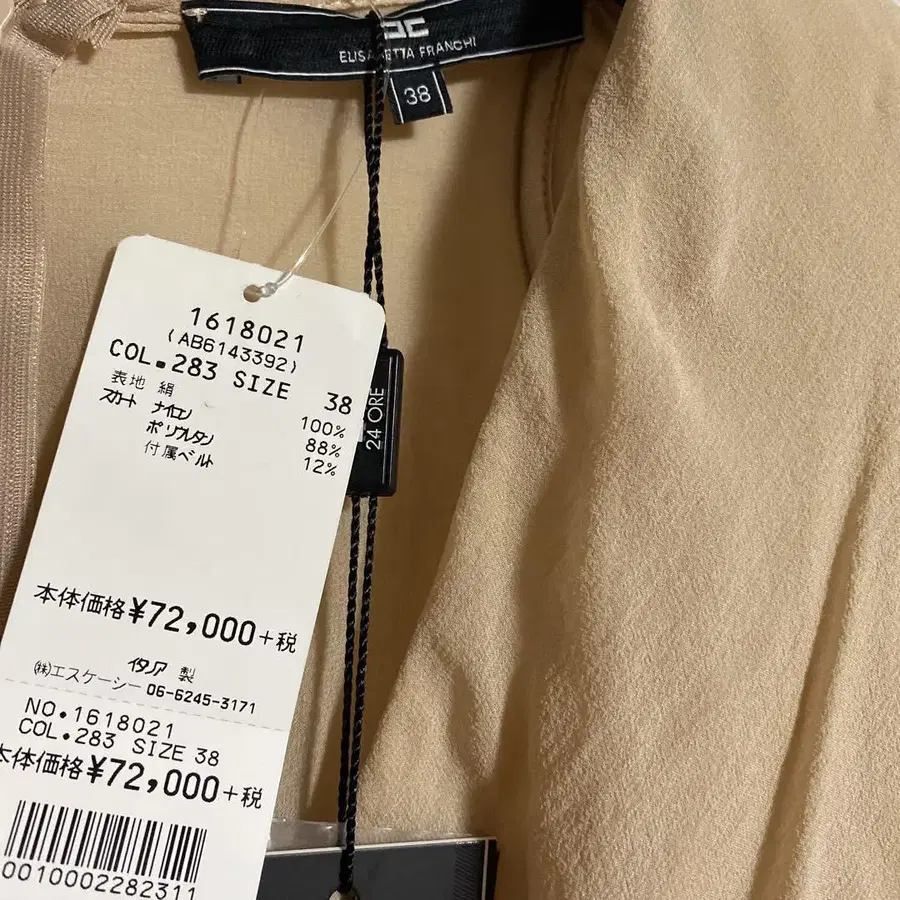 ELISABETTA FRANCHI
38
24 ORE
1618021
(AB6143392)
COL.283 SIZE 38
表地 絹 100%
スカート ナイロン 88%
ポリウレタン 12%
付属ベルト
本体価格¥72,000+税
イタリア 製
㈱エスケーシー 06-6245-3171
NO.1618021
COL.283 SIZE 38
本体価格¥72,000+税
0010002282311